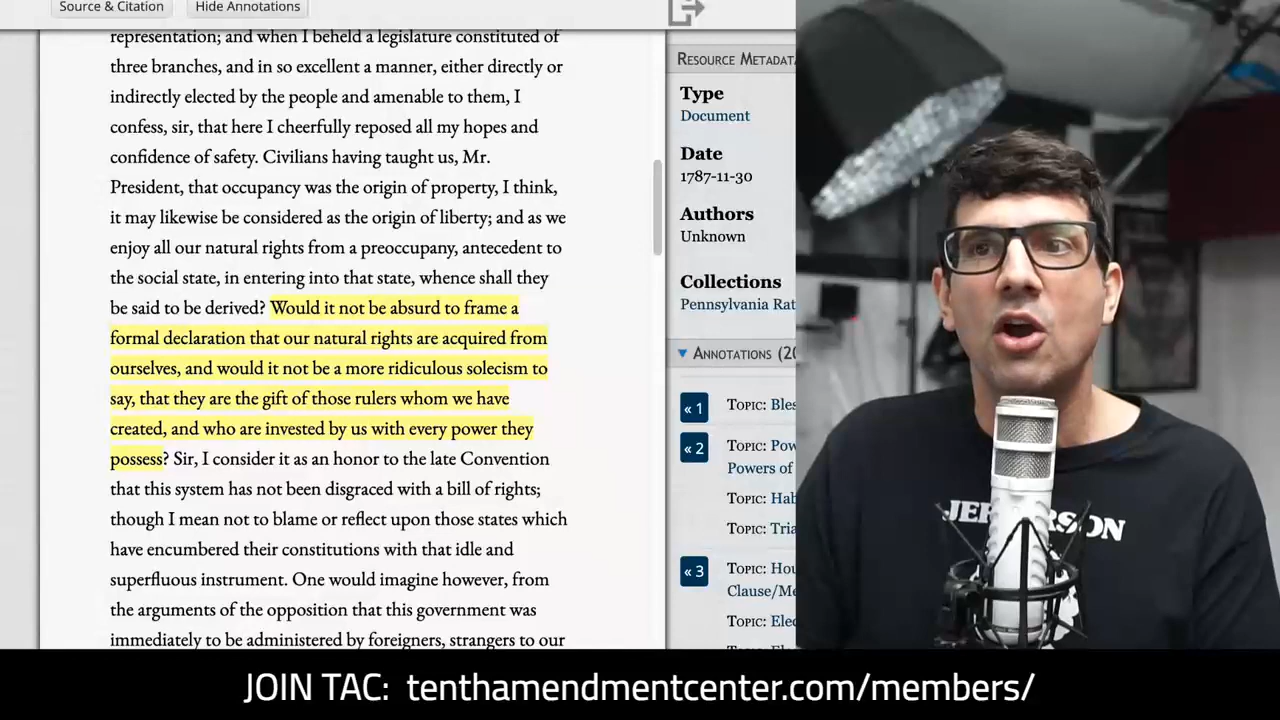 Source & Citation
Hide Annotations
representation; and when I beheld a legislature constituted of
three branches, and in so excellent a manner, either directly or
indirectly elected by the people and amenable to them, I
confess, sir, that here I cheerfully reposed all my hopes and
confidence of safety. Civilians having taught us, Mr.
President, that occupancy was the origin of property, I think,
it may likewise be considered as the origin of liberty; and as we
enjoy all our natural rights from a preoccupany, antecedent to
the social state, in entering into that state, whence shall they
be said to be derived? Would it not be absurd to frame a
formal declaration that our natural rights are acquired from
ourselves, and would it not be a more ridiculous solecism to
say, that they are the gift of those rulers whom we have
created, and who are invested by us with every power they
possess? Sir, I consider it as an honor to the late Convention
that this system has not been disgraced with a bill of rights;
though I mean not to blame or reflect upon those states which
have encumbered their constitutions with that idle and
superfluous instrument. One would imagine however, from
the arguments of the opposition that this government was
immediately to be administered by foreigners, strangers to our
Resource Metadata
Type
Document
Date
1787-11-30
Authors
Unknown
Collections
Pennsylvania Rat
Annotations (20
« 1
Topic: Bles
« 2
Topic: Pow
Powers of
Topic: Hab
Topic: Tria
« 3
Topic: Hou
Clause/Me
Topic: Elec
JEFFERSON
JOIN TAC: tenthamendmentcenter.com/members/